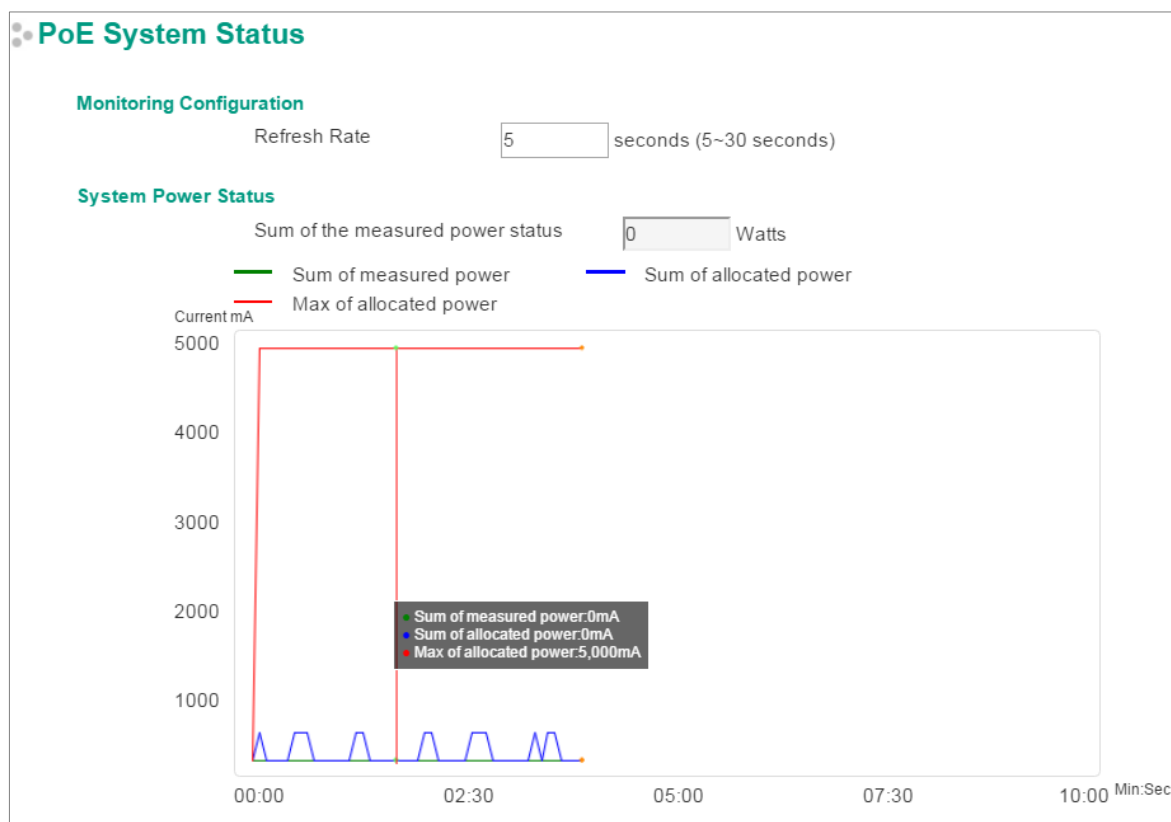 PoE System Status
Monitoring Configuration
Refresh Rate 5 seconds (5~30 seconds)
System Power Status
Sum of the measured power status 0 Watts
Sum of measured power Sum of allocated power
Max of allocated power
Current mA
5000
4000
3000
2000
Sum of measured power:0mA
Sum of allocated power:0mA
Max of allocated power:5,000mA
1000
00:00 02:30 05:00 07:30 10:00 Min:Sec